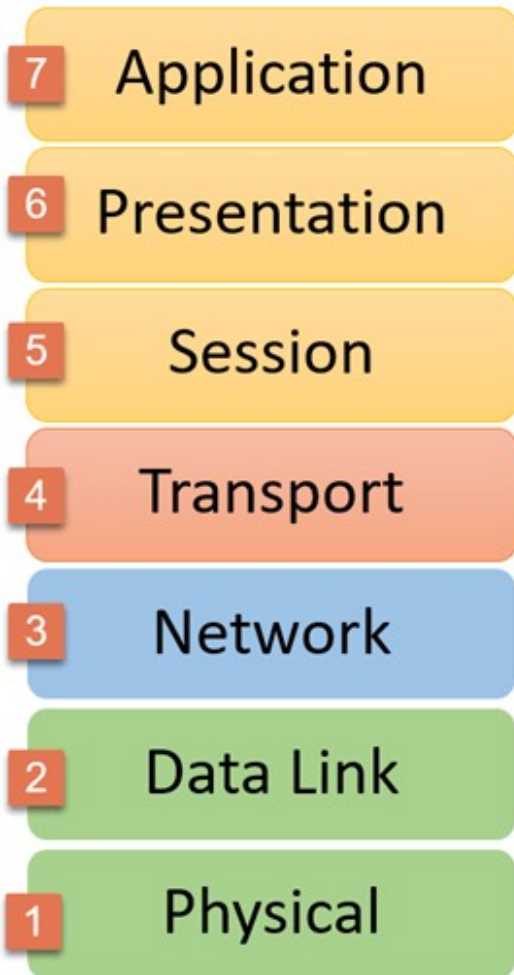 7 Application
6 Presentation
5 Session
4 Transport
3 Network
2 Data Link
1 Physical